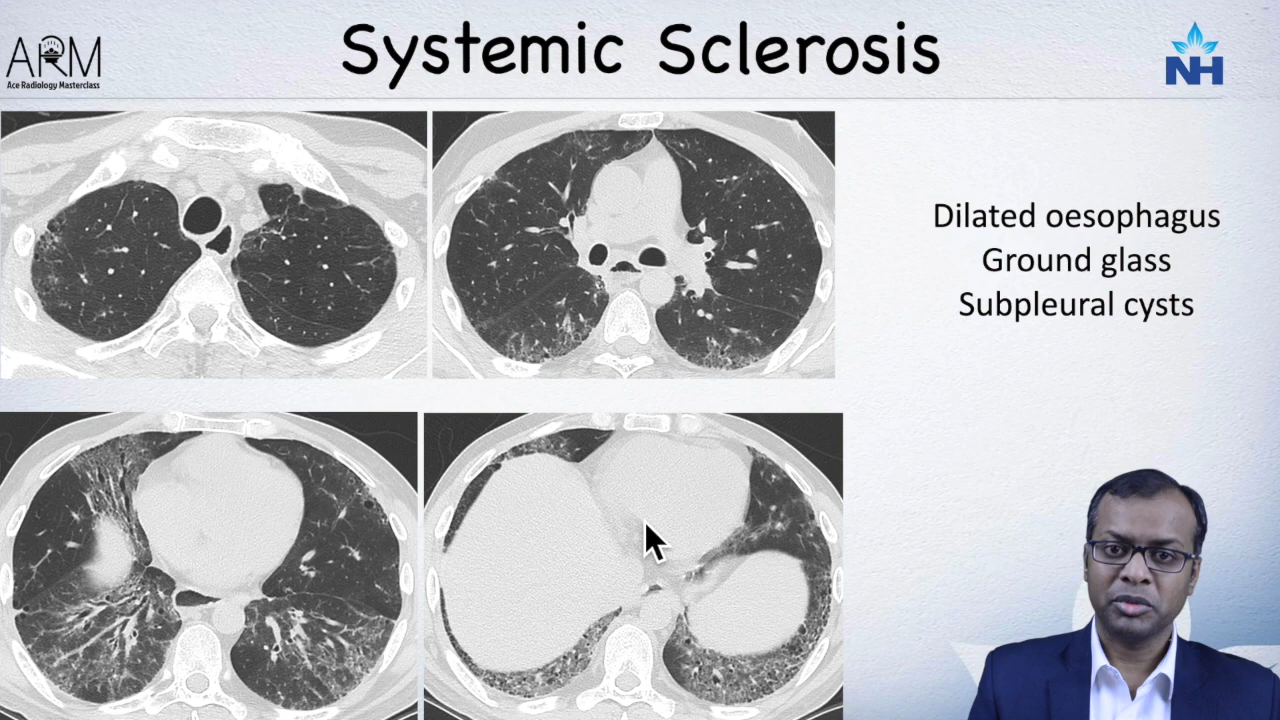 Systemic Sclerosis
ARM
Ace Radiology Masterclass
NH
Dilated oesophagus
Ground glass
Subpleural cysts